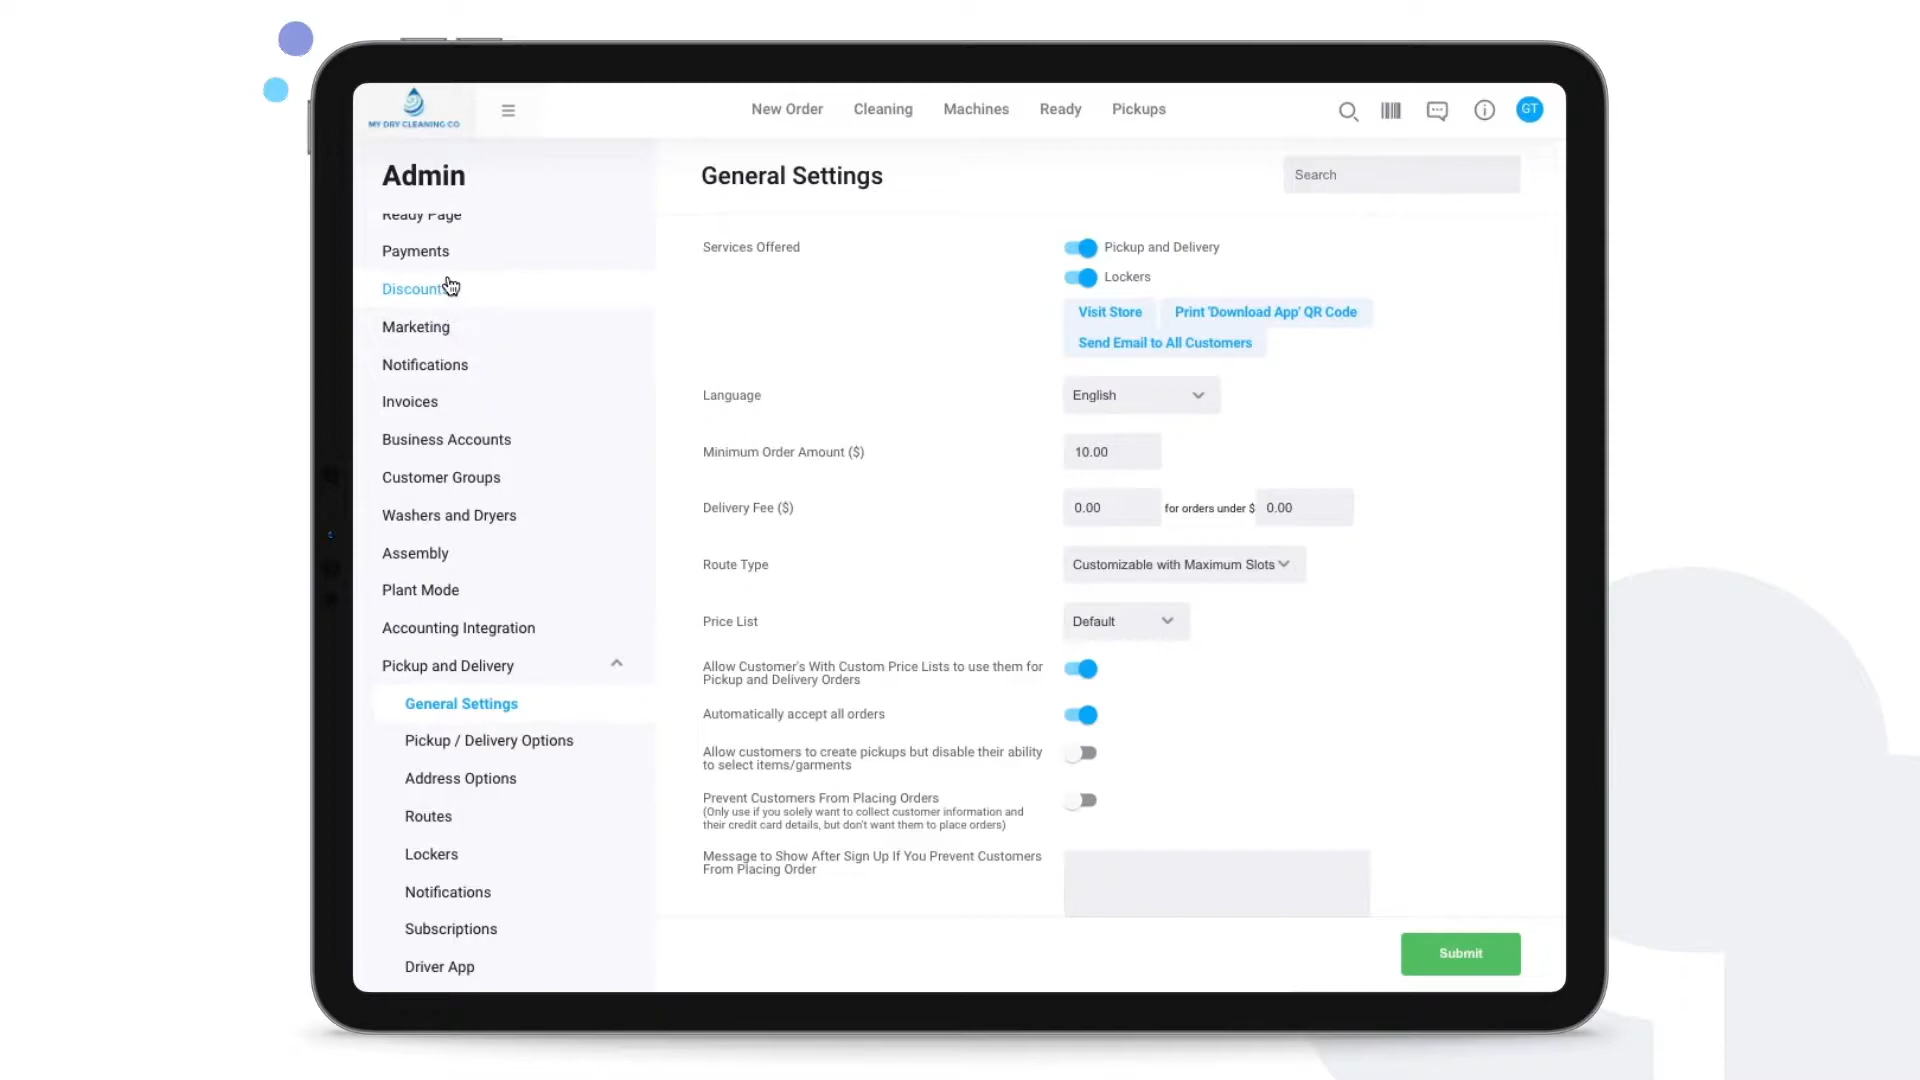 MY DRY CLEANING CO
New Order
Cleaning
Machines
Ready
Pickups
GT
Admin
Ready Page
Payments
Discounts
Marketing
Notifications
Invoices
Business Accounts
Customer Groups
Washers and Dryers
Assembly
Plant Mode
Accounting Integration
Pickup and Delivery
General Settings
Pickup / Delivery Options
Address Options
Routes
Lockers
Notifications
Subscriptions
Driver App
General Settings
Search
Services Offered
Pickup and Delivery
Lockers
Visit Store
Print 'Download App' QR Code
Send Email to All Customers
Language
English
Minimum Order Amount ($)
10.00
Delivery Fee ($)
0.00 for orders under $ 0.00
Route Type
Customizable with Maximum Slots
Price List
Default
Allow Customer's With Custom Price Lists to use them for
Pickup and Delivery Orders
Automatically accept all orders
Allow customers to create pickups but disable their ability
to select items/garments
Prevent Customers From Placing Orders
(Only use if you solely want to collect customer information and
their credit card details, but don't want them to place orders)
Message to Show After Sign Up If You Prevent Customers
From Placing Order
Submit